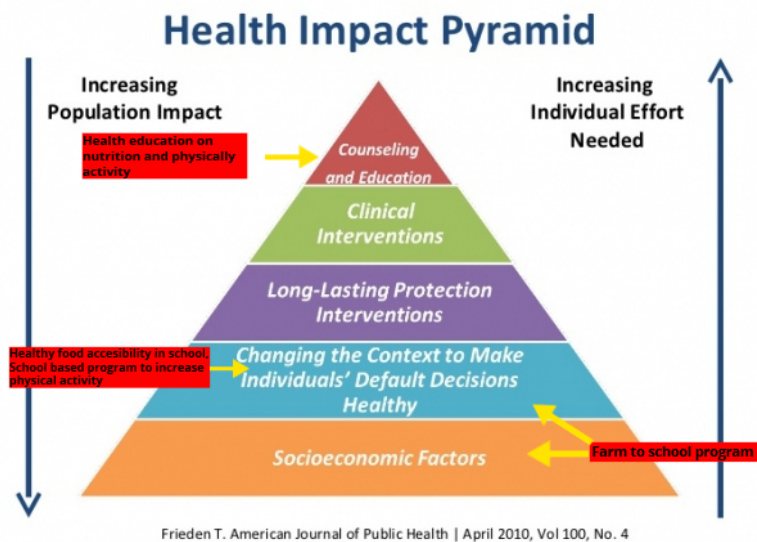 Health Impact Pyramid
Increasing
Population Impact
Increasing
Individual Effort
Needed
Health education on
nutrition and physically
activity
Counseling
and Education
Clinical
Interventions
Long-Lasting Protection
Interventions
Healthy food accesibility in school,
School based program to increase
physical activity
Changing the Context to Make
Individuals' Default Decisions
Healthy
Farm to school program
Socioeconomic Factors
Frieden T. American Journal of Public Health | April 2010, Vol 100, No. 4